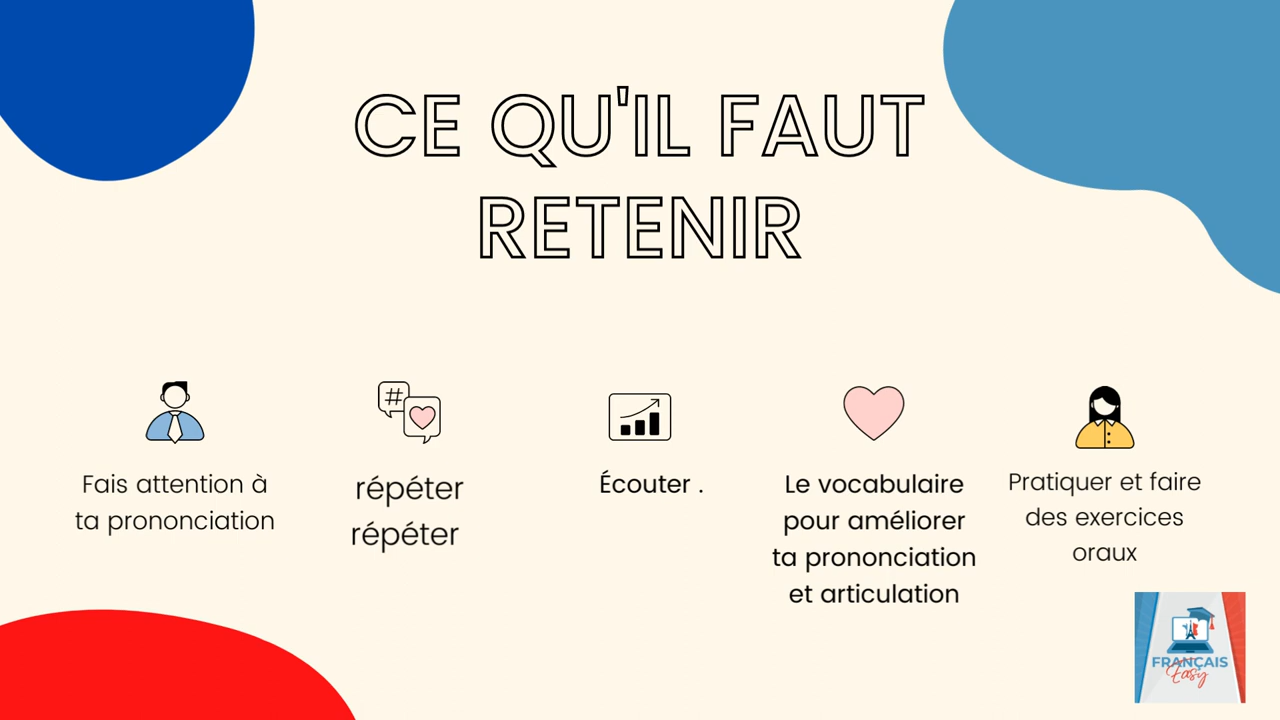 CE QU'IL FAUT
RETENIR
Fais attention à
ta prononciation
répéter
répéter
Écouter .
Le vocabulaire
pour améliorer
ta prononciation
et articulation
Pratiquer et faire
des exercices
oraux
#
FRANÇAIS
Easy